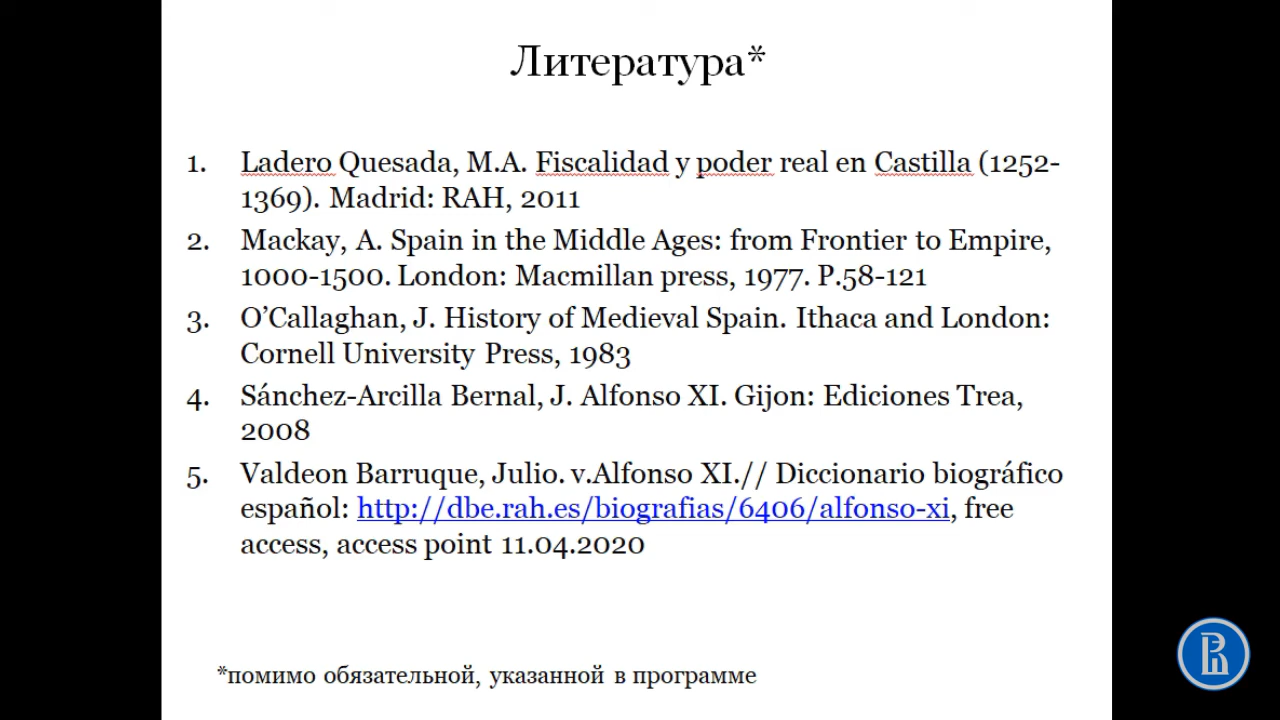 Литература*
1. Ladero Quesada, M.A. Fiscalidad y poder real en Castilla (1252-
1369). Madrid: RAH, 2011
2. Mackay, A. Spain in the Middle Ages: from Frontier to Empire,
1000-1500. London: Macmillan press, 1977. P.58-121
3. O’Callaghan, J. History of Medieval Spain. Ithaca and London:
Cornell University Press, 1983
4. Sánchez-Arcilla Bernal, J. Alfonso XI. Gijon: Ediciones Trea,
2008
5. Valdeon Barruque, Julio. v.Alfonso XI.// Diccionario biográfico
español: http://dbe.rah.es/biografias/6406/alfonso-xi, free
access, access point 11.04.2020
*помимо обязательной, указанной в программе